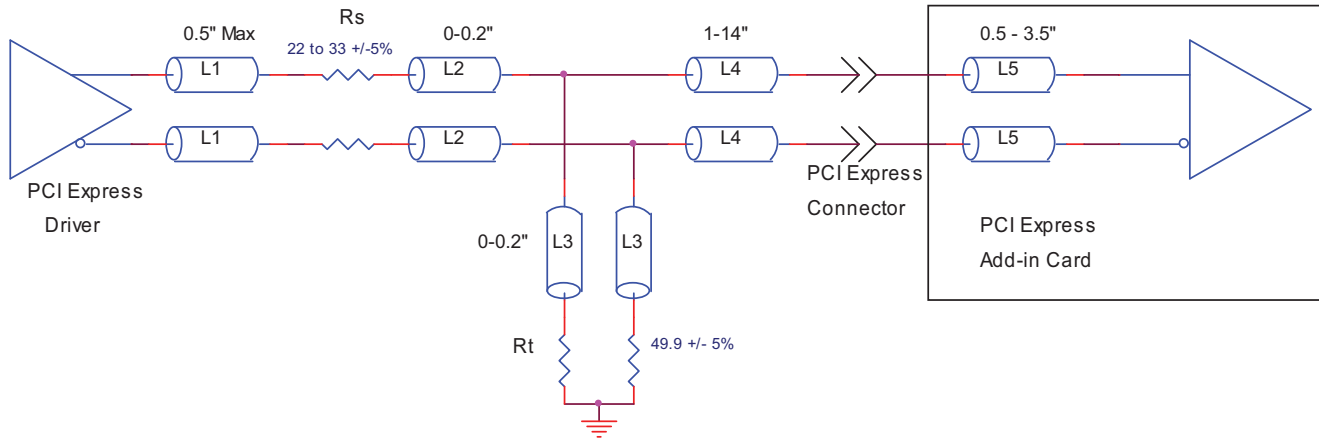 Rs
0.5" Max
22 to 33 +/-5%
0-0.2"
1-14"
0.5 - 3.5"
L1
L2
L4
L5
L1
L2
L4
L5
PCI Express
Driver
PCI Express
Connector
0-0.2"
L3
L3
PCI Express
Add-in Card
Rt
49.9 +/- 5%